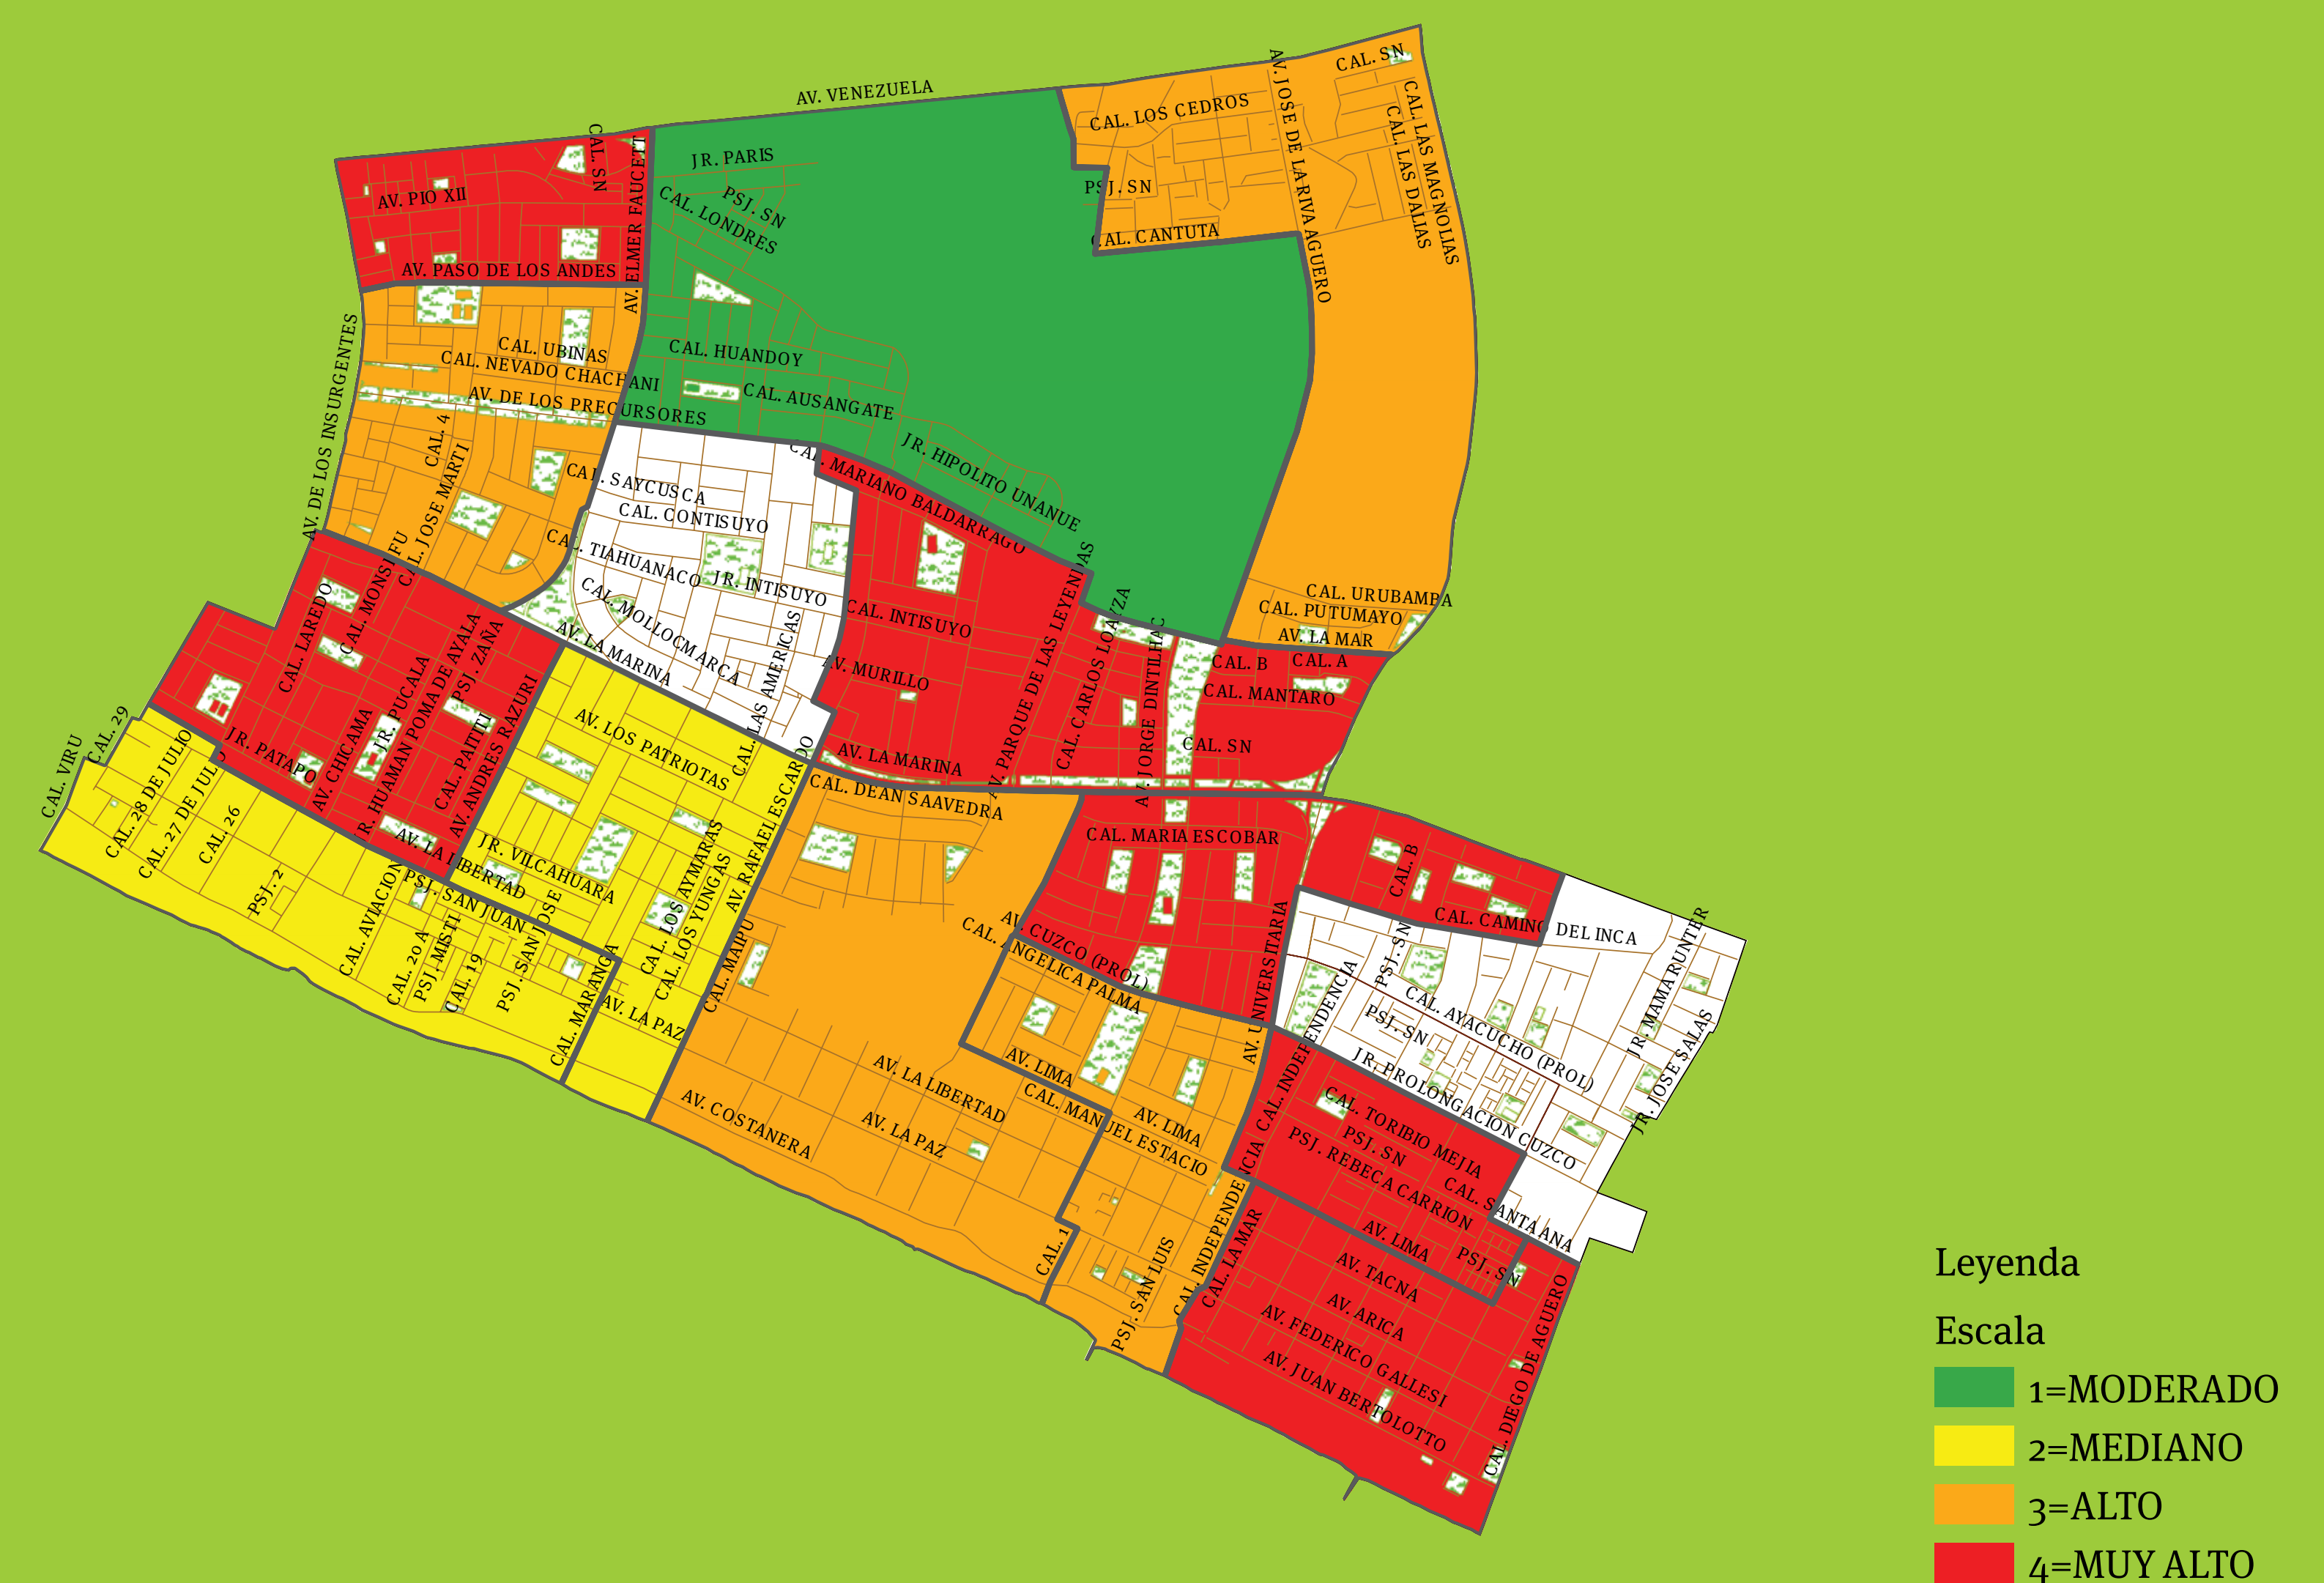 AV. VENEZUELA
CAL. SN
CAL. LOS CEDROS
AV. JOSE DE LA RIVA AGUERO
CAL. LAS MAGNOLIAS
CAL. LAS DALIAS
PSJ. SN
CAL. CANTUTA
CAL. SN
AV. PIO XII
AV. PASO DE LOS ANDES
AV. ELMER FAUCETT
JR. PARIS
PSJ. SN
CAL. LONDRES
CAL. HUANDOY
CAL. AUSANGATE
JR. HIPOLITO UNANUE
CAL. UBINAS
CAL. NEVADO CHACHANI
AV. DE LOS PRECURSORES
AV. DE LOS INSURGENTES
CAL. 4
CAL. JOSE MARTI
CAL. SAYCUSCA
CAL. CONTISUYO
CAL. TIAHUANACO
JR. INTISUYO
CAL. MOLLOCMARCA
AV. LA MARINA
CAL. LAS AMERICAS
CAL. MARIANO BALDARRAGO
CAL. INTISUYO
AV. MURILLO
AV. LA MARINA
AV. PARQUE DE LAS LEYENDAS
CAL. CARLOS LOAYZA
AV. JORGE DINTILHAC
CAL. URUBAMBA
CAL. PUTUMAYO
AV. LA MAR
CAL. B
CAL. A
CAL. MANTARO
CAL. SN
CAL. LAREDO
CAL. MONSEFU
AV. CHICAMA
JR. PUCALA
R. HUAMAN POMA DE AYALA
PSJ. ZAÑA
CAL. PAITITI
AV. ANDRES RAZURI
JR. PATAPO
AV. LA LIBERTAD
CAL. VIRU
CAL. 29
CAL. 28 DE JULIO
CAL. 27 DE JULIO
CAL. 26
PSJ. 2
CAL. AVIACION
PSJ. SAN JUAN
CAL. 20 A
PSJ. MISTI
CAL. 19
PSJ. SAN JOSE
CAL. MARANGA
AV. LOS PATRIOTAS
JR. VILCAHUARA
CAL. LOS AYMARAS
CAL. LOS YUNGAS
AV. RAFAEL ESCARDO
AV. LA PAZ
CAL. DEAN SAAVEDRA
CAL. MAIPU
AV. LA LIBERTAD
AV. LA PAZ
AV. COSTANERA
CAL. MARIA ESCOBAR
AV. CUZCO (PROL)
CAL. ANGELICA PALMA
AV. UNIVERSITARIA
AV. LIMA
CAL. MANUEL ESTACIO
AV. LIMA
CAL. 1
PSJ. SAN LUIS
CAL. INDEPENDENCIA
CAL. B
CAL. CAMINO DEL INCA
PSJ. SN
CAL. INDEPENDENCIA
CAL. AYACUCHO (PROL)
PSJ. SN
JR. PROLONGACION CUZCO
JR. MAMA RUNTER
JR. JOSE SALAS
CAL. TORIBIO MEJIA
PSJ. SN
PSJ. REBECA CARRION
CAL. SANTA ANA
AV. LIMA
PSJ. SN
CAL. LA MAR
AV. TACNA
AV. ARICA
AV. FEDERICO GALLESI
AV. JUAN BERTOLOTTO
CAL. DIEGO DE AGUERO
Leyenda
Escala
1=MODERADO
2=MEDIANO
3=ALTO
4=MUY ALTO